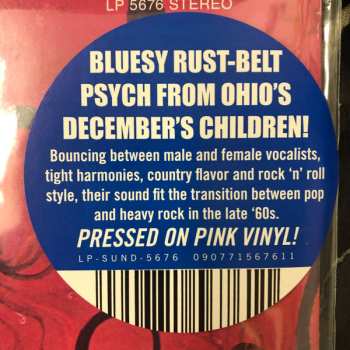 LP 5676 STEREO
BLUESY RUST-BELT
PSYCH FROM OHIO'S
DECEMBER'S CHILDREN!
Bouncing between male and female vocalists,
tight harmonies, country flavor and rock 'n' roll
style, their sound fit the transition between pop
and heavy rock in the late '60s.
PRESSED ON PINK VINYL!
LP-SUND-5676 090771567611